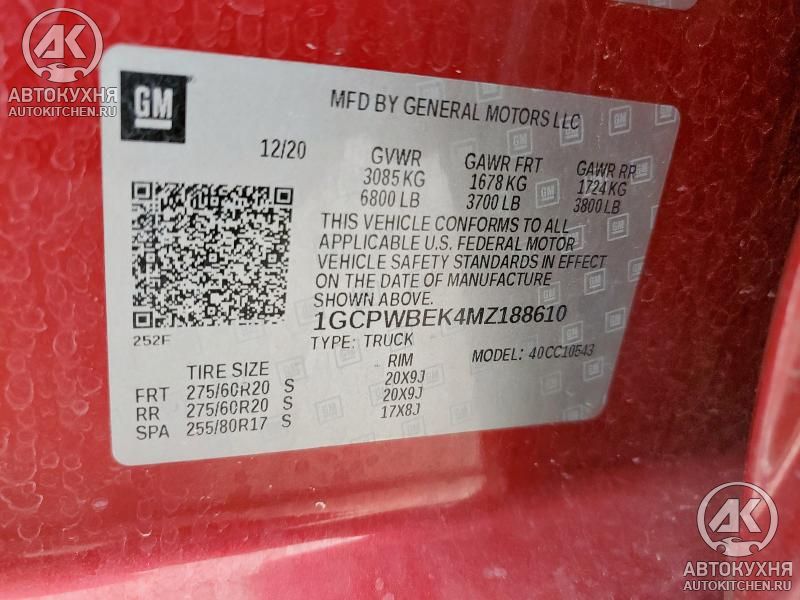 AK
АВТОКУХНЯ
AUTOKITCHEN.RU
GM
MFD BY GENERAL MOTORS LLC
12/20 GVWR GAWR FRT GAWR RR
3085 KG 1678 KG 1724 KG
6800 LB 3700 LB 3800 LB
THIS VEHICLE CONFORMS TO ALL
APPLICABLE U.S. FEDERAL MOTOR
VEHICLE SAFETY STANDARDS IN EFFECT
ON THE DATE OF MANUFACTURE
SHOWN ABOVE.
252F
1GCPWBEK4MZ188610
TYPE: TRUCK MODEL: 40CC10543
TIRE SIZE RIM
FRT 275/60R20 S 20X9J
RR 275/60R20 S 20X9J
SPA 255/80R17 S 17X8J
AK
АВТОКУХНЯ
AUTOKITCHEN.RU